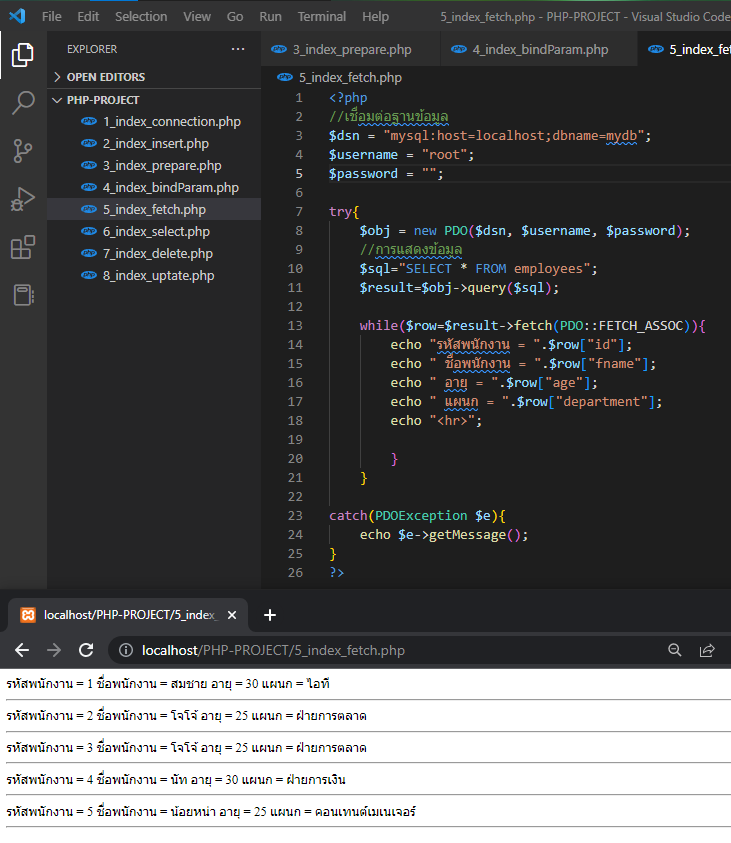 File Edit Selection View Go Run Terminal Help 5_index_fetch.php - PHP-PROJECT - Visual Studio Code
EXPLORER ···
OPEN EDITORS
PHP-PROJECT
1_index_connection.php
2_index_insert.php
3_index_prepare.php
4_index_bindParam.php
5_index_fetch.php
6_index_select.php
7_index_delete.php
8_index_uptate.php
3_index_prepare.php 4_index_bindParam.php 5_index_fet
5_index_fetch.php
1 <?php
2 //เชื่อมต่อฐานข้อมูล
3 $dsn = "mysql:host=localhost;dbname=mydb";
4 $username = "root";
5 $password = "";
6
7 try{
8 $obj = new PDO($dsn, $username, $password);
9 //การแสดงข้อมูล
10 $sql="SELECT * FROM employees";
11 $result=$obj->query($sql);
12
13 while($row=$result->fetch(PDO::FETCH_ASSOC)){
14 echo "รหัสพนักงาน = ".$row["id"];
15 echo " ชื่อพนักงาน = ".$row["fname"];
16 echo " อายุ = ".$row["age"];
17 echo " แผนก = ".$row["department"];
18 echo "<hr>";
19
20 }
21 }
22
23 catch(PDOException $e){
24 echo $e->getMessage();
25 }
26 ?>
localhost/PHP-PROJECT/5_index_
localhost/PHP-PROJECT/5_index_fetch.php
รหัสพนักงาน = 1 ชื่อพนักงาน = สมชาย อายุ = 30 แผนก = ไอที
รหัสพนักงาน = 2 ชื่อพนักงาน = โจโจ้ อายุ = 25 แผนก = ฝ่ายการตลาด
รหัสพนักงาน = 3 ชื่อพนักงาน = โจโจ้ อายุ = 25 แผนก = ฝ่ายการตลาด
รหัสพนักงาน = 4 ชื่อพนักงาน = นัท อายุ = 30 แผนก = ฝ่ายการเงิน
รหัสพนักงาน = 5 ชื่อพนักงาน = น้อยหน่า อายุ = 25 แผนก = คอนเทนต์เมเนเจอร์